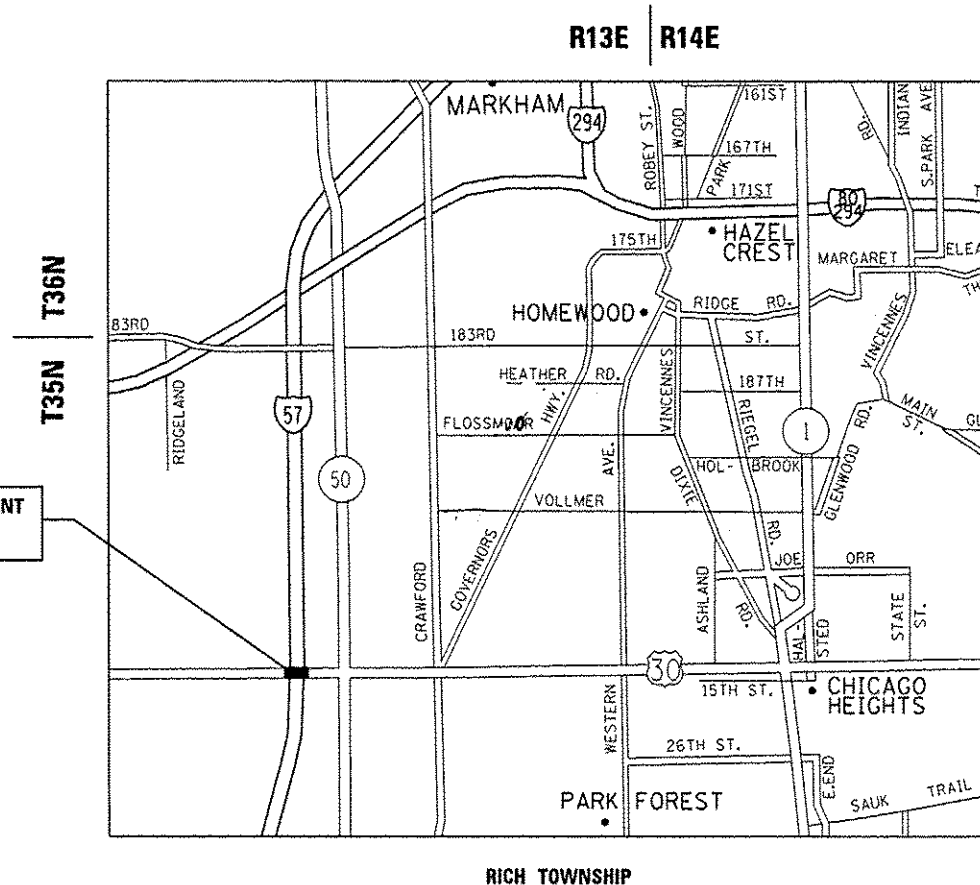 R13E R14E
MARKHAM
294
ROBEY ST.
WOOD
161ST
167TH
PARK
171ST
RD.
INDIAN
S.PARK AVE
80
294
175TH
HAZEL
CREST
MARGARET
T36N
HOMEWOOD
RIDGE RD.
VINCENNES
83RD
183RD
ST.
T35N
RIDGELAND
57
HEATHER RD.
HWY.
VINCENNES
187TH
RIEGEL
1
MAIN
ST.
FLOSSMOOR
AVE.
HOL- BROOK
GLENWOOD RD.
50
DIXIE
VOLLMER
NT
RD.
CRAWFORD
GOVERNORS
JOE ORR
ASHLAND
RD.
HAL-
STED
STATE
ST.
30
15TH ST.
CHICAGO
HEIGHTS
WESTERN
26TH ST.
E.END
PARK FOREST
SAUK TRAIL
RICH TOWNSHIP